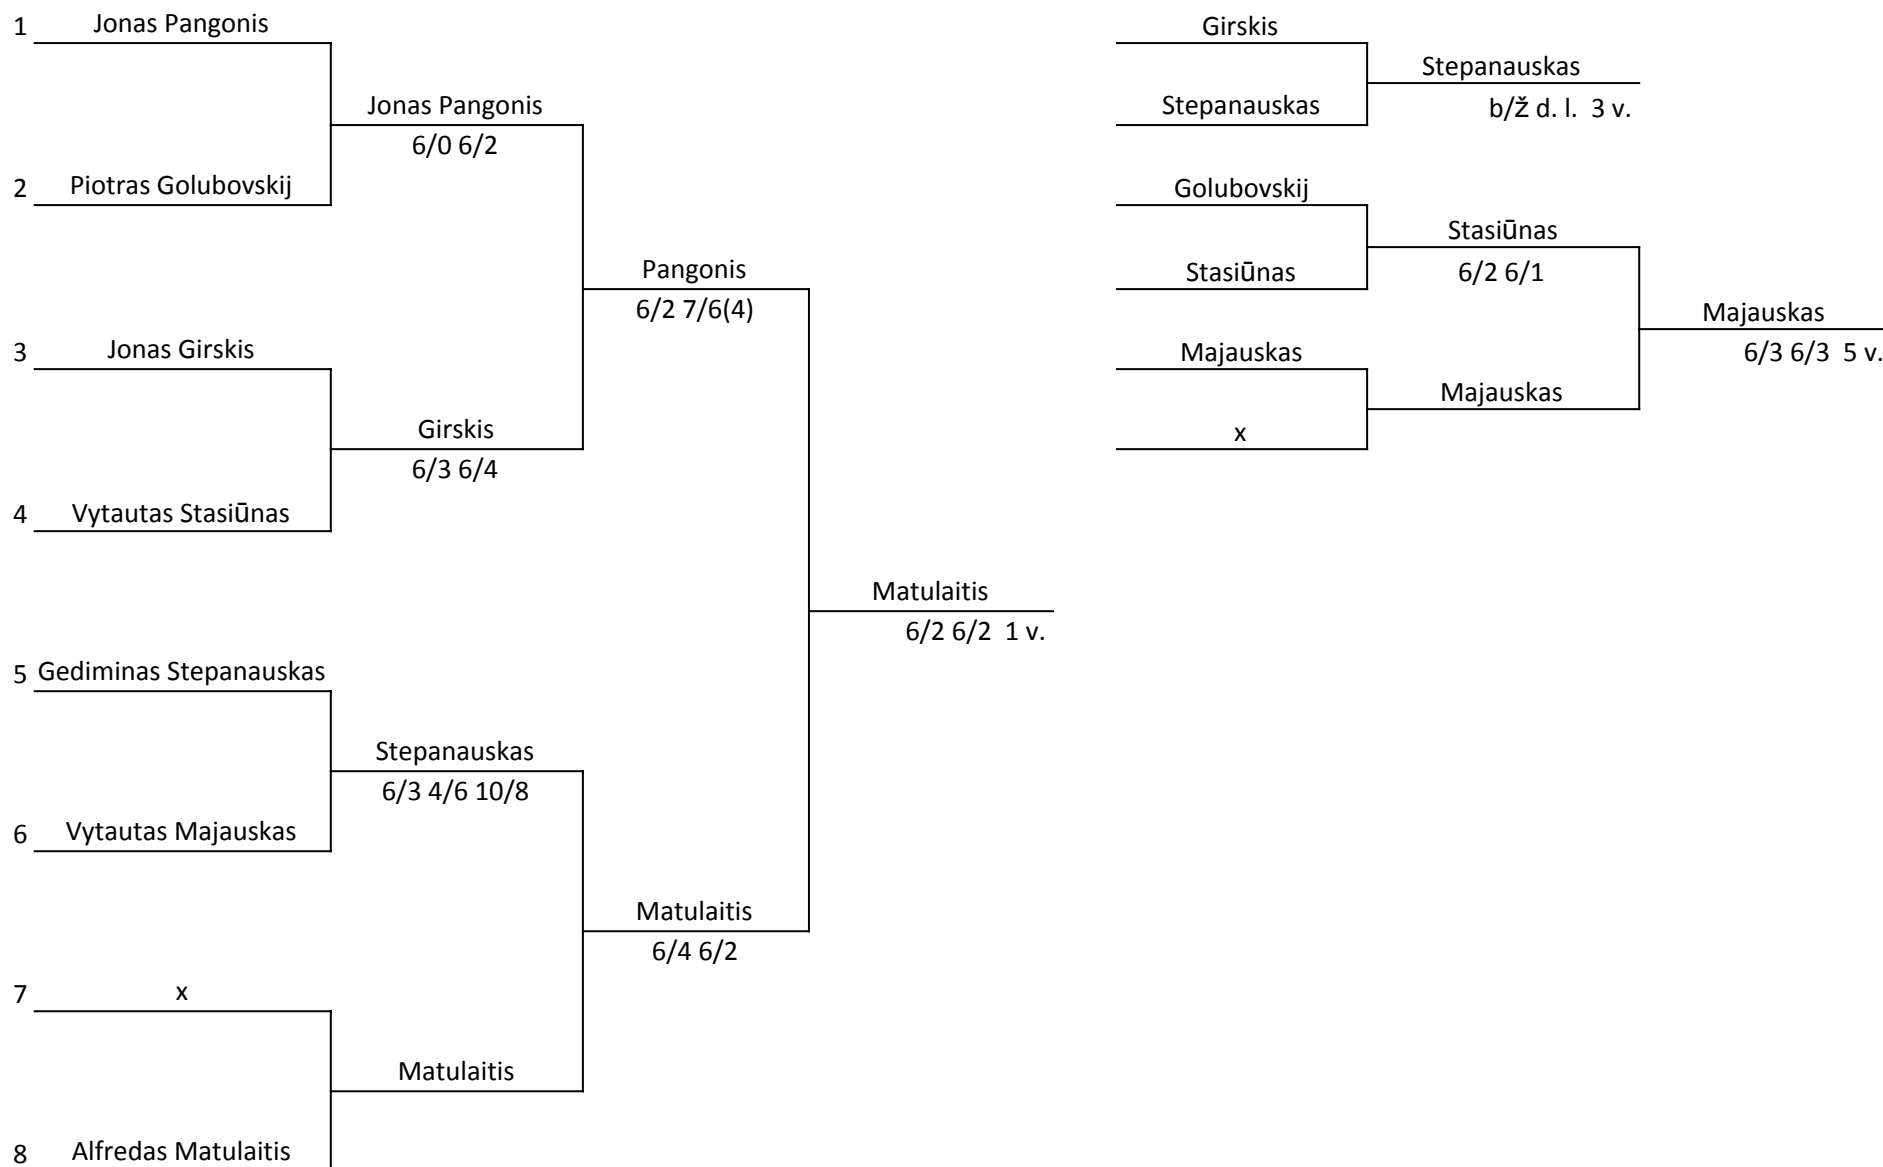 1 Jonas Pangonis
Jonas Pangonis
6/0 6/2
2 Piotras Golubovskij
Pangonis
6/2 7/6(4)
3 Jonas Girskis
Girskis
6/3 6/4
4 Vytautas Stasiūnas
Matulaitis
6/2 6/2 1 v.
5 Gediminas Stepanauskas
Stepanauskas
6/3 4/6 10/8
6 Vytautas Majauskas
Matulaitis
6/4 6/2
7 x
Matulaitis
8 Alfredas Matulaitis
Girskis
Stepanauskas
Stepanauskas
b/ž d. l. 3 v.
Golubovskij
Stasiūnas
Stasiūnas
6/2 6/1
Majauskas
6/3 6/3 5 v.
Majauskas
Majauskas
x